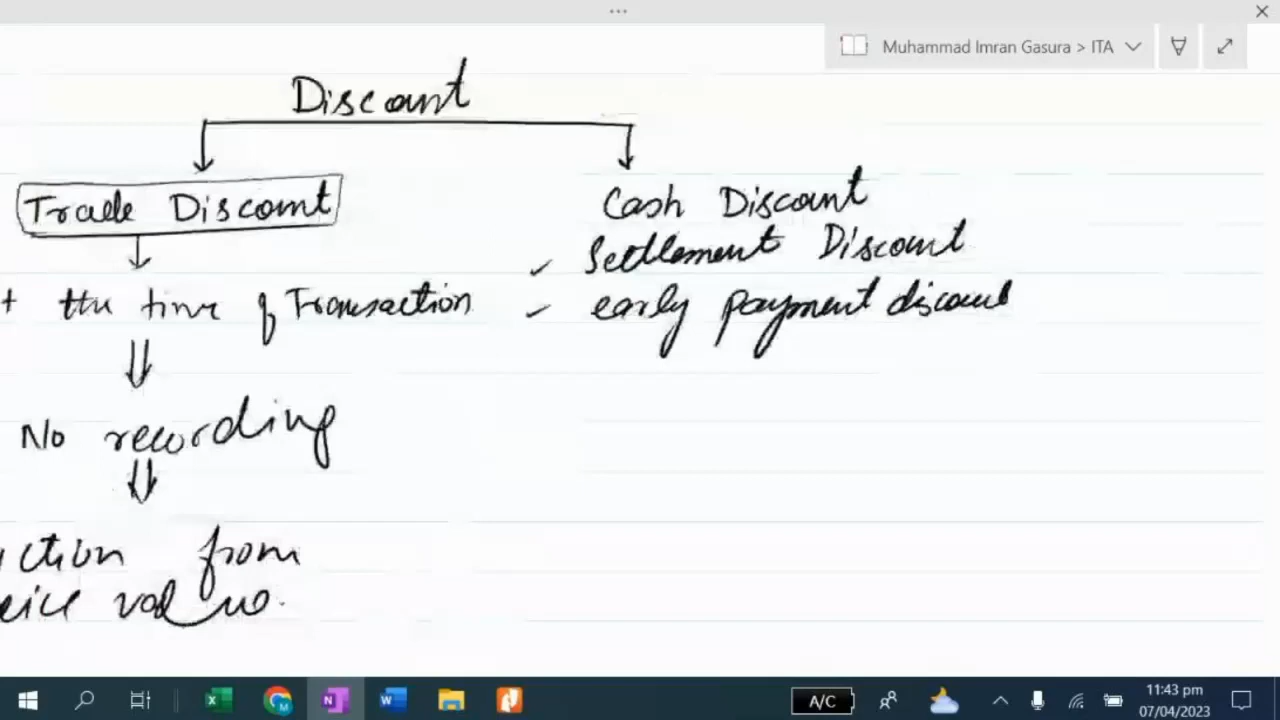 Muhammad Imran Gasura > ITA
Discount
Trade Discount
Cash Discount
Settlement Discount
early payment discount
the time of Transaction
No recording
ction from
value.
A/C
11:43 pm
07/04/2023